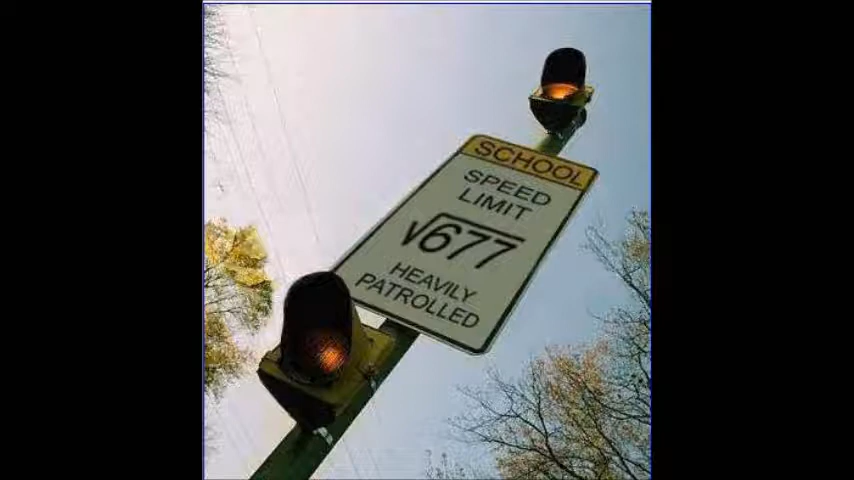 SCHOOL
SPEED
LIMIT
√677
HEAVILY
PATROLLED